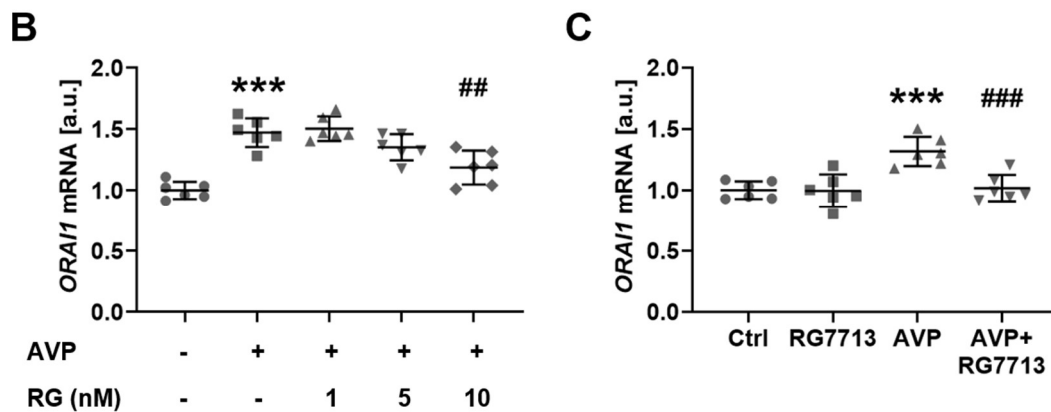 B
ORAI1 mRNA [a.u.]
2.0
1.5
1.0
0.5
0.0
***
##
AVP - + + + +
RG (nM) - - 1 5 10
C
ORAI1 mRNA [a.u.]
2.0
1.5
1.0
0.5
0.0
***
###
Ctrl RG7713 AVP AVP+
RG7713